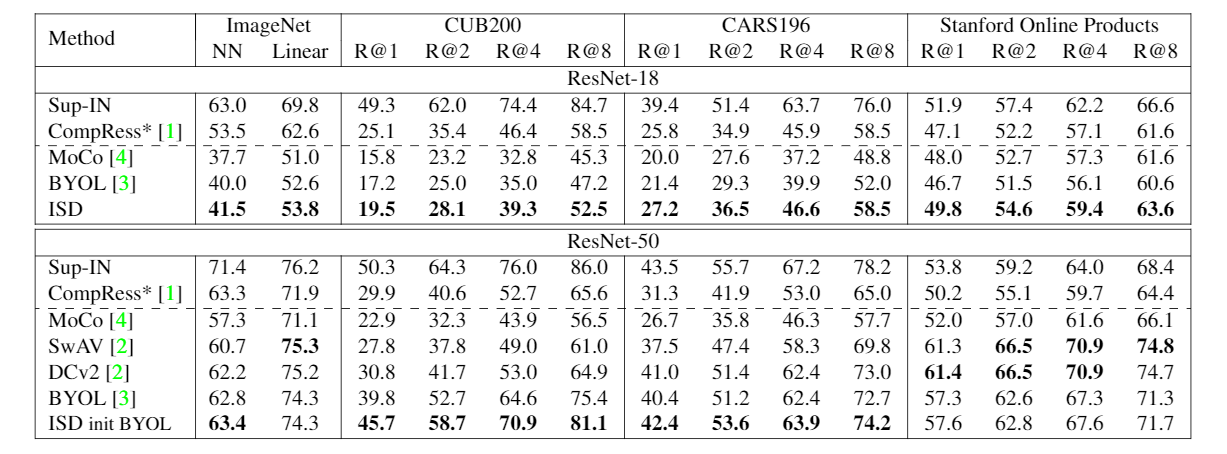 Method ImageNet CUB200 CARS196 Stanford Online Products
NN Linear R@1 R@2 R@4 R@8 R@1 R@2 R@4 R@8 R@1 R@2 R@4 R@8
ResNet-18
Sup-IN 63.0 69.8 49.3 62.0 74.4 84.7 39.4 51.4 63.7 76.0 51.9 57.4 62.2 66.6
CompRess* [1] 53.5 62.6 25.1 35.4 46.4 58.5 25.8 34.9 45.9 58.5 47.1 52.2 57.1 61.6
MoCo [4] 37.7 51.0 15.8 23.2 32.8 45.3 20.0 27.6 37.2 48.8 48.0 52.7 57.3 61.6
BYOL [3] 40.0 52.6 17.2 25.0 35.0 47.2 21.4 29.3 39.9 52.0 46.7 51.5 56.1 60.6
ISD 41.5 53.8 19.5 28.1 39.3 52.5 27.2 36.5 46.6 58.5 49.8 54.6 59.4 63.6
ResNet-50
Sup-IN 71.4 76.2 50.3 64.3 76.0 86.0 43.5 55.7 67.2 78.2 53.8 59.2 64.0 68.4
CompRess* [1] 63.3 71.9 29.9 40.6 52.7 65.6 31.3 41.9 53.0 65.0 50.2 55.1 59.7 64.4
MoCo [4] 57.3 71.1 22.9 32.3 43.9 56.5 26.7 35.8 46.3 57.7 52.0 57.0 61.6 66.1
SwAV [2] 60.7 75.3 27.8 37.8 49.0 61.0 37.5 47.4 58.3 69.8 61.3 66.5 70.9 74.8
DCv2 [2] 62.2 75.2 30.8 41.7 53.0 64.9 41.0 51.4 62.4 73.0 61.4 66.5 70.9 74.7
BYOL [3] 62.8 74.3 39.8 52.7 64.6 75.4 40.4 51.2 62.4 72.7 57.3 62.6 67.3 71.3
ISD init BYOL 63.4 74.3 45.7 58.7 70.9 81.1 42.4 53.6 63.9 74.2 57.6 62.8 67.6 71.7